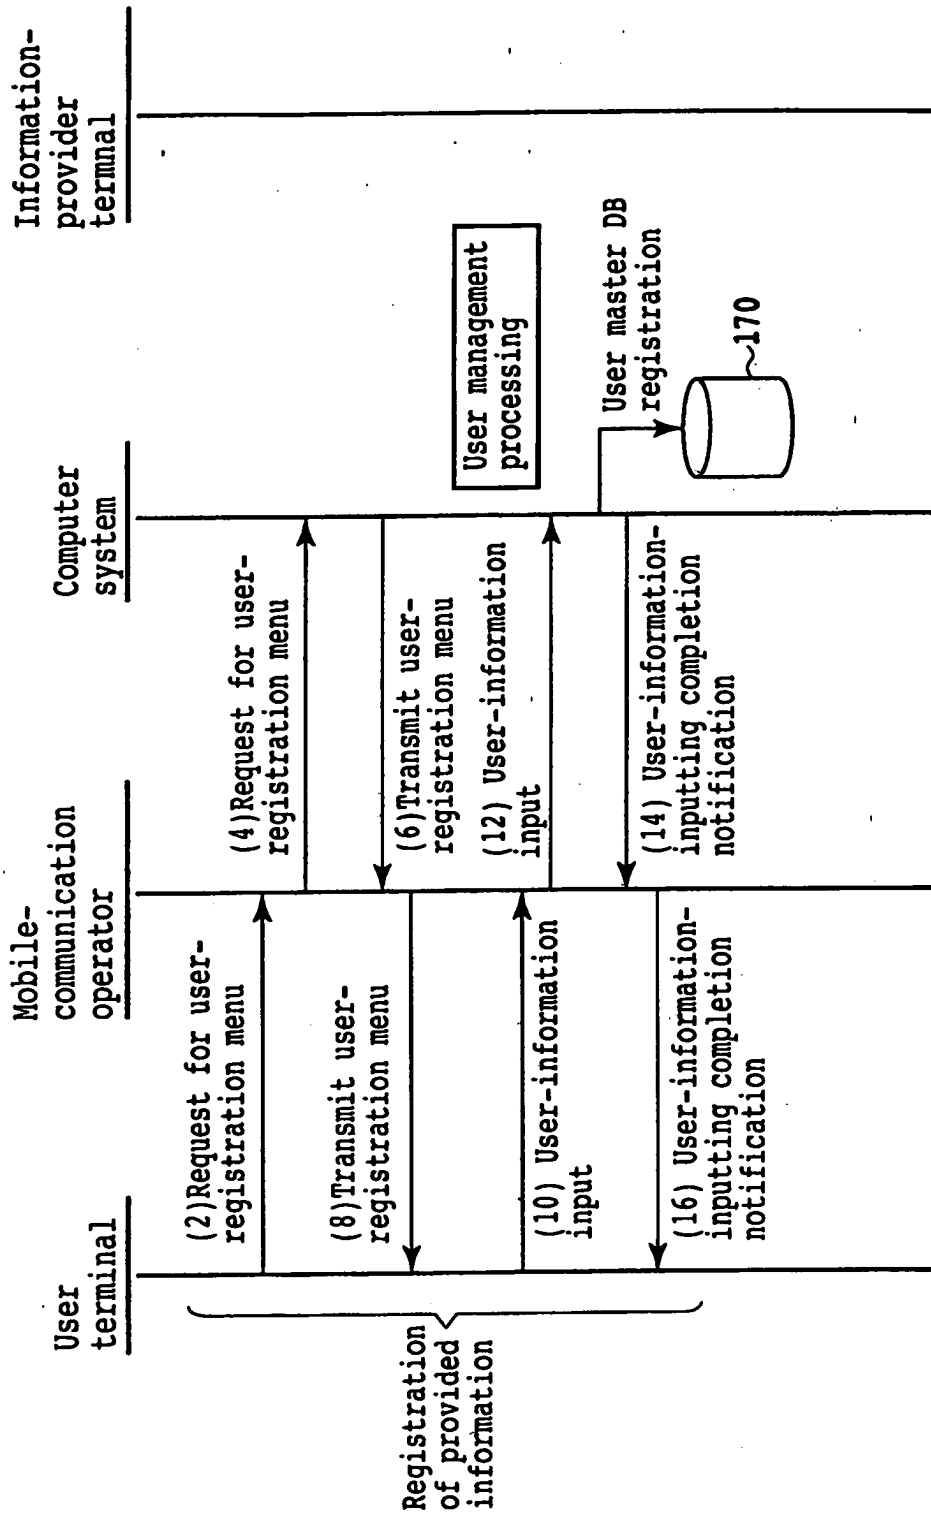 User
terminal
Mobile-
communication
operator
Computer
system
Information-
provider
termnal
(2)Request for user-
registration menu
(4)Request for user-
registration menu
(6)Transmit user-
registration menu
(8)Transmit user-
registration menu
User management
processing
(10) User-information
input
(12) User-information
input
User master DB
registration
170
(14) User-information-
inputting completion
notification
(16) User-information-
inputting completion
notification
Registration
of provided
information